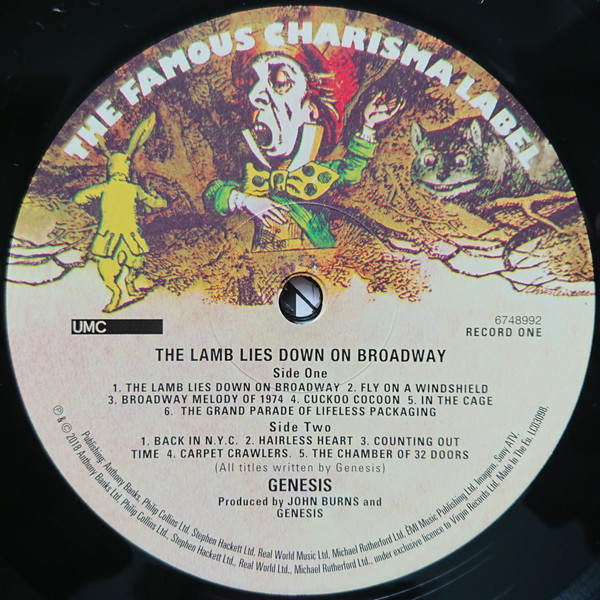 THE FAMOUS CHARISMA LABEL
UMC
6748992
RECORD ONE
THE LAMB LIES DOWN ON BROADWAY
Side One
1. THE LAMB LIES DOWN ON BROADWAY 2. FLY ON A WINDSHIELD
3. BROADWAY MELODY OF 1974 4. CUCKOO COCOON 5. IN THE CAGE
6. THE GRAND PARADE OF LIFELESS PACKAGING
Side Two
1. BACK IN N.Y.C. 2. HAIRLESS HEART 3. COUNTING OUT
TIME 4. CARPET CRAWLERS. 5. THE CHAMBER OF 32 DOORS
(All titles written by Genesis)
GENESIS
Produced by JOHN BURNS and
GENESIS
Publishing: Anthony Banks, Philip Collins Ltd, Stephen Hackett Ltd, Real World Music Ltd, Michael Rutherford Ltd, EMI Music Publishing Ltd, Imagem, Sony ATV.
℗ & © 2018 Anthony Banks Ltd, Philip Collins Ltd., Stephen Hackett Ltd., Real World Ltd., Michael Rutherford Ltd., under exclusive licence to Virgin Records Ltd. Made In The Eu. LC03098.